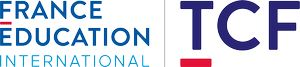 FRANCE
ÉDUCATION
INTERNATIONAL
TCF